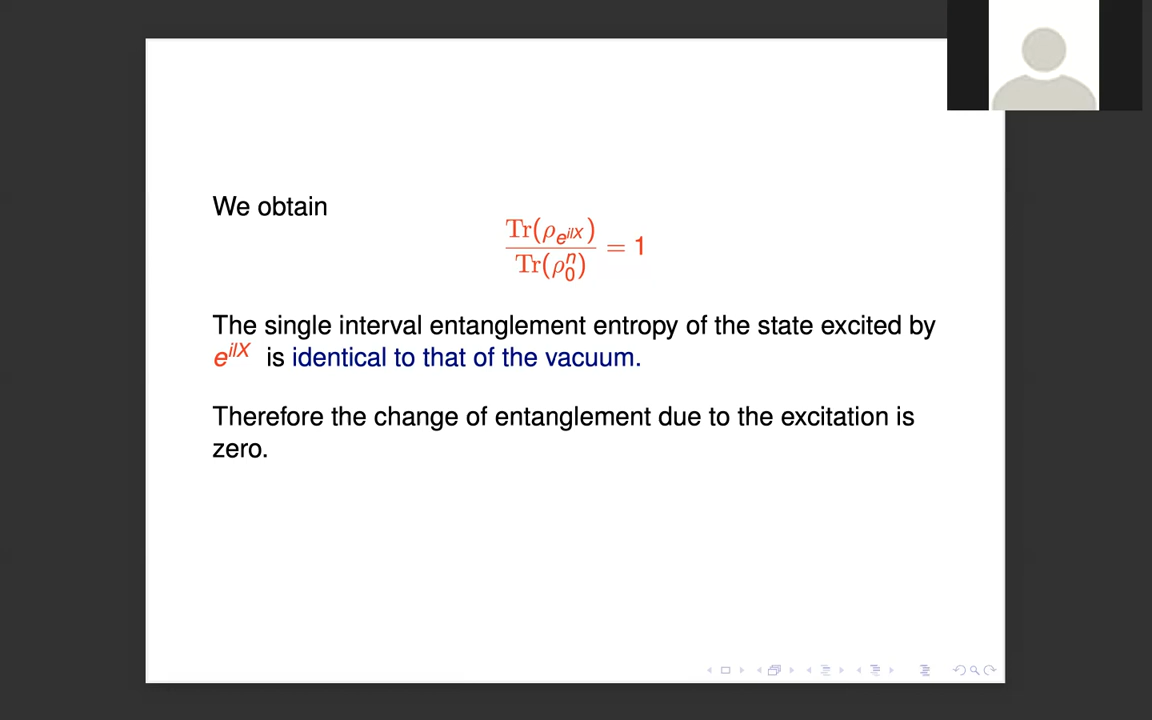 We obtain
Tr(ρ_{e^{ilX}}) / Tr(ρ_0^n) = 1
The single interval entanglement entropy of the state excited by
e^{ilX} is identical to that of the vacuum.
Therefore the change of entanglement due to the excitation is
zero.